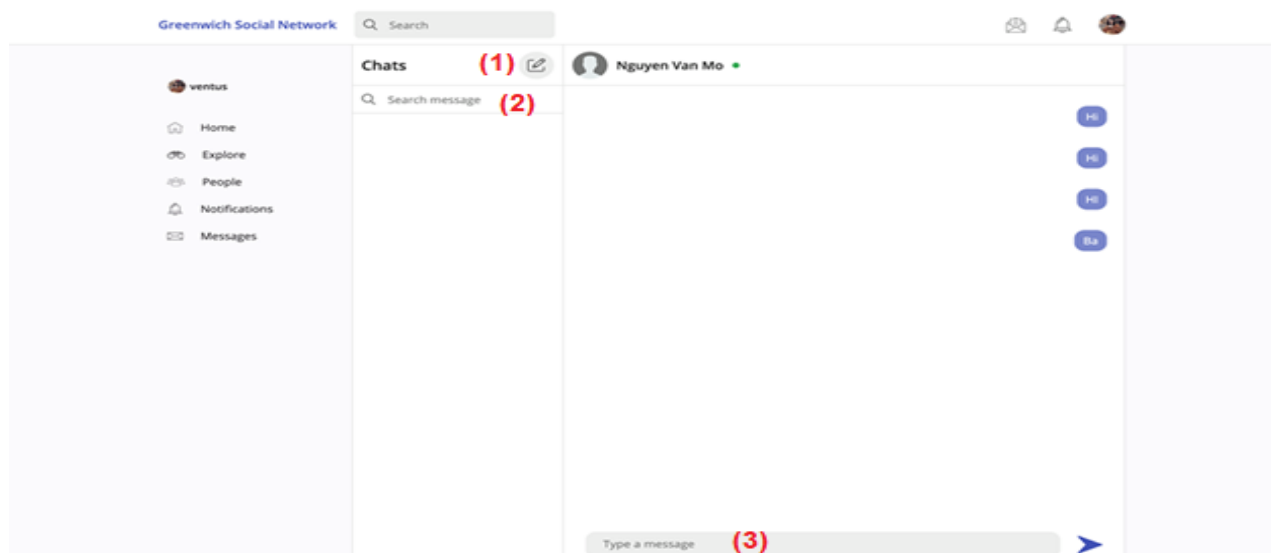 Greenwich Social Network
Search
ventus
Home
Explore
People
Notifications
Messages
Chats (1)
Search message (2)
Nguyen Van Mo
Hi
Hi
Hi
Ba
Type a message (3)